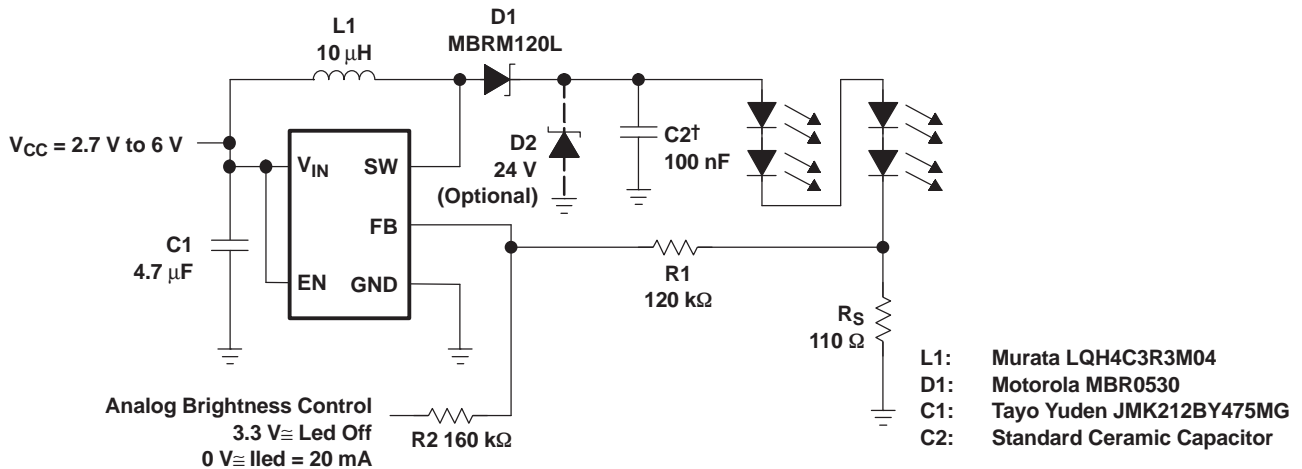 D1
MBRM120L
L1
10 μH
VCC = 2.7 V to 6 V
VIN
SW
D2
24 V
(Optional)
C2†
100 nF
FB
C1
4.7 μF
EN
GND
R1
120 kΩ
RS
110 Ω
Analog Brightness Control
3.3 V≅ Led Off
0 V≅ Iled = 20 mA
R2 160 kΩ
L1: Murata LQH4C3R3M04
D1: Motorola MBR0530
C1: Tayo Yuden JMK212BY475MG
C2: Standard Ceramic Capacitor